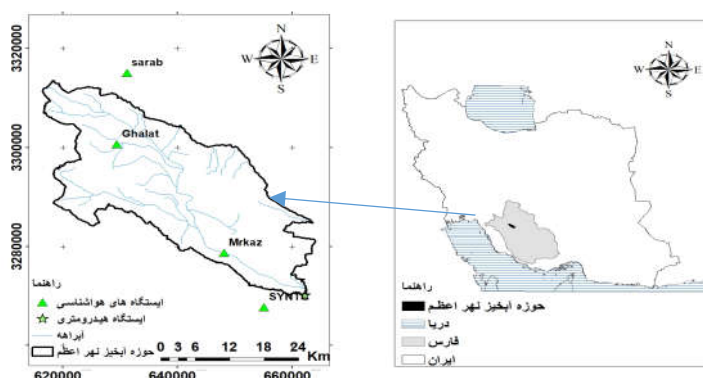 N
W E
S
sarab
Ghalat
Mrkaz
SYNT
3320000
3300000
3280000
620000 640000 660000
راهنما
ایستگاه های هواشناسی
ایستگاه هیدرومتری
آبراهه
حوزه آبخیز نهر اعظم
0 3 6 12 18 24
Km
N
W E
S
راهنما
حوزه آبخیز نهر اعظم
دریا
فارس
ایران